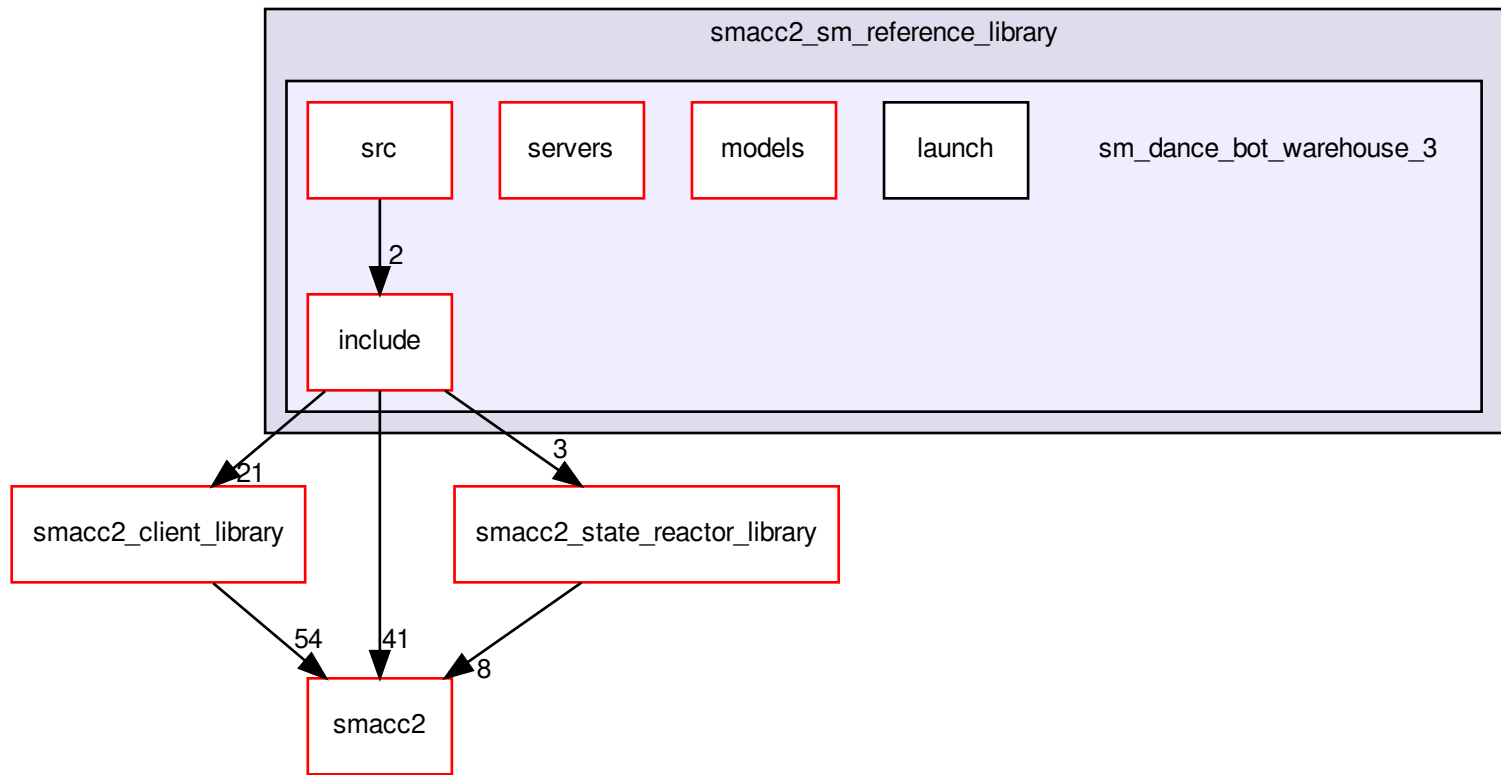 smacc2_sm_reference_library
src
servers
models
launch
sm_dance_bot_warehouse_3
2
include
21
3
smacc2_client_library
smacc2_state_reactor_library
54
41
8
smacc2